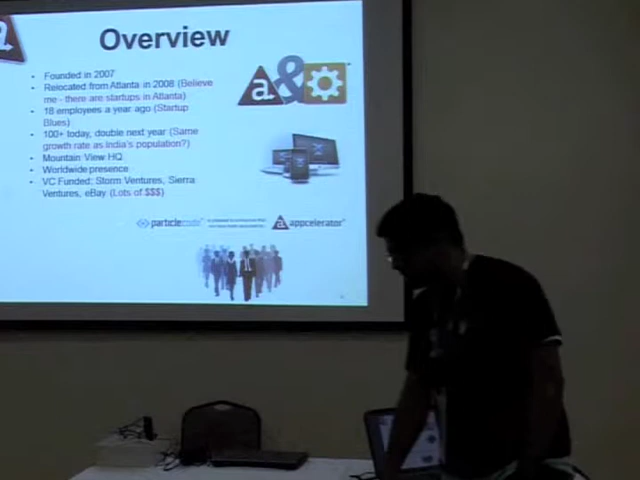 Overview
• Founded in 2007
• Relocated from Atlanta in 2008 (Believe
me - there are startups in Atlanta)
• 18 employees a year ago (Startup
Blues)
• 100+ today, double next year (Same
growth rate as India's population?)
• Mountain View HQ
• Worldwide presence
• VC Funded; Storm Ventures, Sierra
Ventures, eBay (Lots of $$$)
a a&
particlecode appcelerator